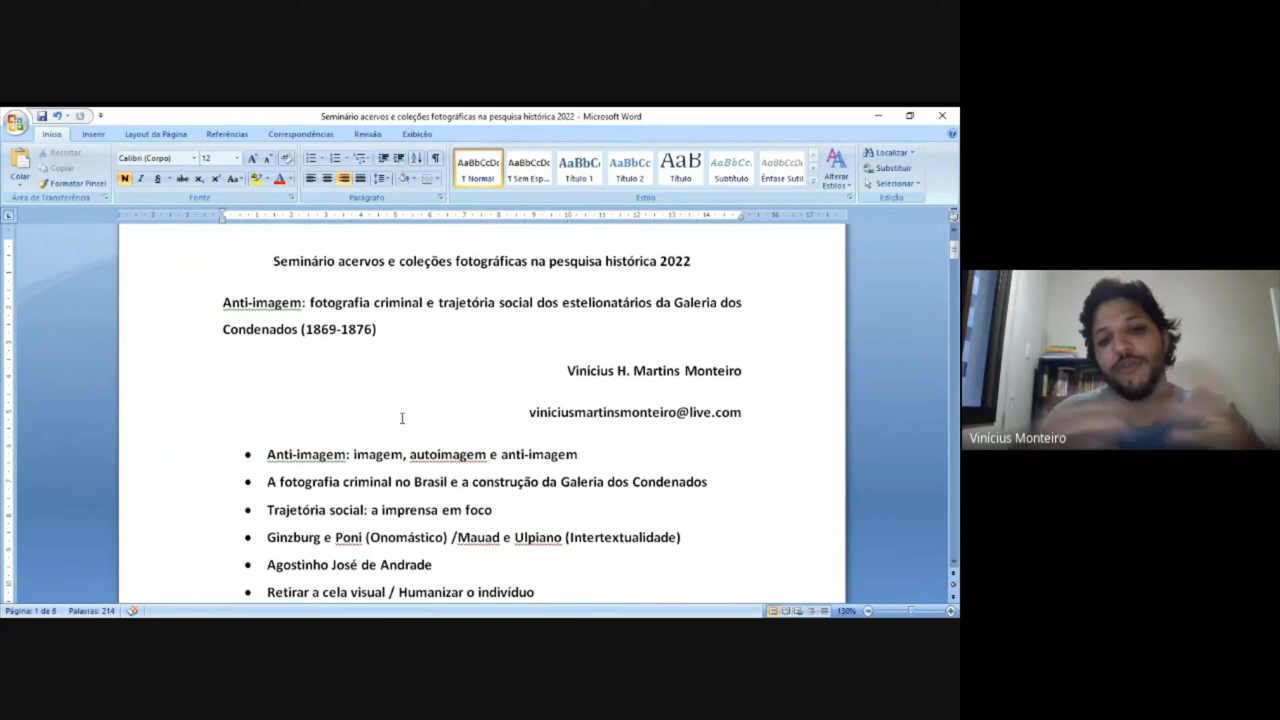 Seminário acervos e coleções fotográficas na pesquisa histórica 2022 - Microsoft Word
Início Inserir Layout da Página Referências Correspondências Revisão Exibição
Colar
Recortar
Copiar
Formatar Pincel
Área de Transferência
Calibri (Corpo) 12
Fonte
Parágrafo
AaBbCcDc AaBbCcDc AaBbC AaBbCc AaB AaBbCc. AaBbCcDc
¶ Normal ¶ Sem Esp... Título 1 Título 2 Título Subtítulo Ênfase Sutil
Alterar Estilos
Estilo
Localizar
Substituir
Selecionar
Edição
Seminário acervos e coleções fotográficas na pesquisa histórica 2022
Anti-imagem: fotografia criminal e trajetória social dos estelionatários da Galeria dos
Condenados (1869-1876)
Vinícius H. Martins Monteiro
viniciusmartinsmonteiro@live.com
• Anti-imagem: imagem, autoimagem e anti-imagem
• A fotografia criminal no Brasil e a construção da Galeria dos Condenados
• Trajetória social: a imprensa em foco
• Ginzburg e Poni (Onomástico) /Mauad e Ulpiano (Intertextualidade)
• Agostinho José de Andrade
• Retirar a cela visual / Humanizar o indivíduo
Página: 1 de 6 Palavras: 214
130%
Vinícius Monteiro